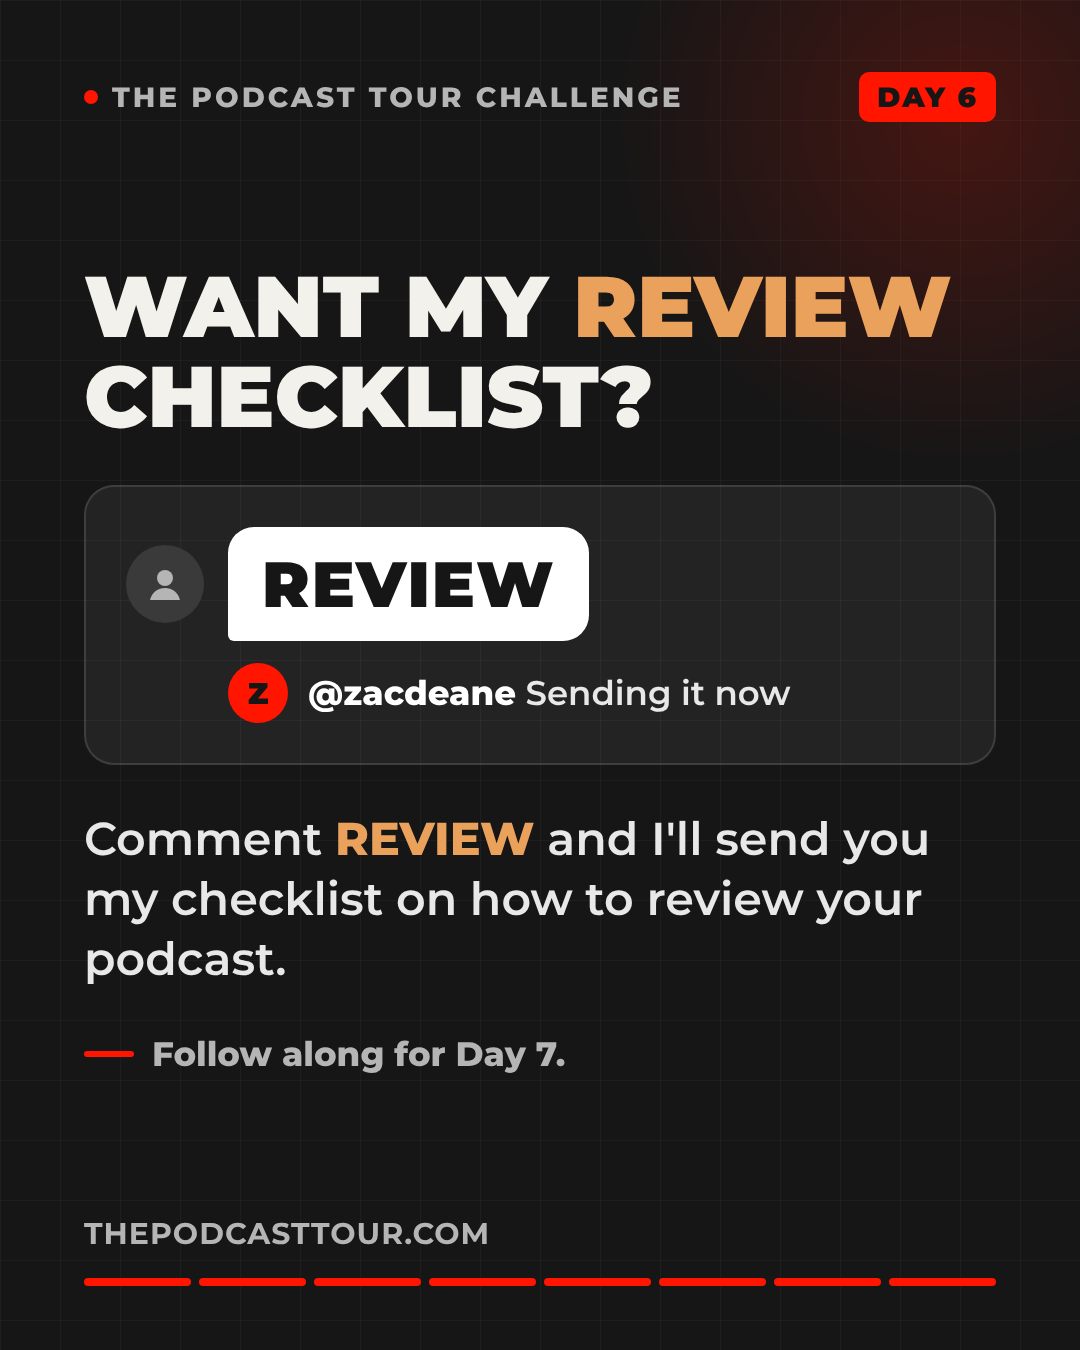 THE PODCAST TOUR CHALLENGE
DAY 6
WANT MY REVIEW
CHECKLIST?
REVIEW
Z
@zacdeane Sending it now
Comment REVIEW and I'll send you
my checklist on how to review your
podcast.
Follow along for Day 7.
THEPODCASTTOUR.COM